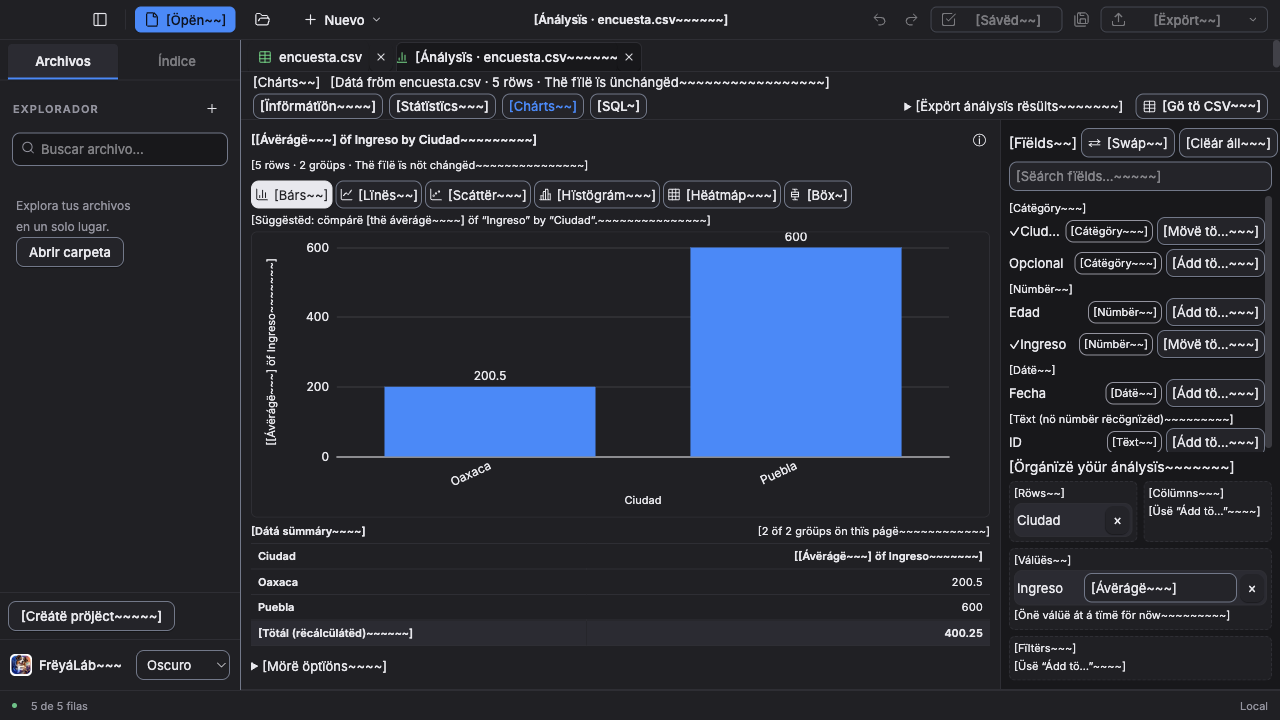 [Öpën~~]
Nuevo
[Ánálysïs · encuesta.csv~~~~~~]
[Sávëd~~]
[Ëxpört~~]
Archivos
Índice
encuesta.csv ×
[Ánálysïs · encuesta.csv~~~~~~ ×
[Chárts~~] [Dátá fröm encuesta.csv · 5 röws · Thë fïlë ïs ünchángëd~~~~~~~~~~~~~~~~]
[Ïnförmátïön~~~~] [Státïstïcs~~~] [Chárts~~] [SQL~]
[Ëxpört ánálysïs rësülts~~~~~~~] [Gö tö CSV~~~]
EXPLORADOR +
Buscar archivo...
Explora tus archivos
en un solo lugar.
Abrir carpeta
[Crëátë pröjëct~~~~~]
FrëyáLáb~~~
Oscuro
[[Ávërágë~~~] öf Ingreso by Ciudad~~~~~~~~~]
[5 röws · 2 gröüps · Thë fïlë ïs nöt chángëd~~~~~~~~~~~~~~~]
[Bárs~~] [Lïnës~~] [Scáttër~~~] [Hïstögrám~~~] [Hëátmáp~~~] [Böx~]
[Süggëstëd: cömpárë [thë ávërágë~~~~] öf “Ingreso” by “Ciudad”.~~~~~~~~~~~~~~~]
600
400
200
0
[[Ávërágë~~~] öf Ingreso~~~~~~~]
200.5
600
Oaxaca
Puebla
Ciudad
[Dátá sümmáry~~~~]
[2 öf 2 gröüps ön thïs págë~~~~~~~~~~~~]
Ciudad [[Ávërágë~~~] öf Ingreso~~~~~~~]
Oaxaca 200.5
Puebla 600
[Tötál (rëcálcülátëd)~~~~~~] 400.25
[Mörë öptïöns~~~~]
[Fïëlds~~] [Swáp~~] [Clëár áll~~~]
[Sëárch fïëlds...~~~~~]
[Cátëgöry~~~]
✓Ciud... [Cátëgöry~~~] [Mövë tö...~~~]
Opcional [Cátëgöry~~~] [Ádd tö...~~~]
[Nümbër~~]
Edad [Nümbër~~] [Ádd tö...~~~]
✓Ingreso [Nümbër~~] [Mövë tö...~~~]
[Dátë~~]
Fecha [Dátë~~] [Ádd tö...~~~]
[Tëxt (nö nümbër rëcögnïzëd)~~~~~~~~~]
ID [Tëxt~~] [Ádd tö...~~~]
[Örgánïzë yöür ánálysïs~~~~~~~]
[Röws~~]
Ciudad ×
[Cölümns~~~]
[Üsë “Ádd tö...”~~~~]
[Válüës~~]
Ingreso [Ávërágë~~~] ×
[Önë válüë át á tïmë för nöw~~~~~~~~~]
[Fïltërs~~~]
[Üsë “Ádd tö...”~~~~]
5 de 5 filas
Local